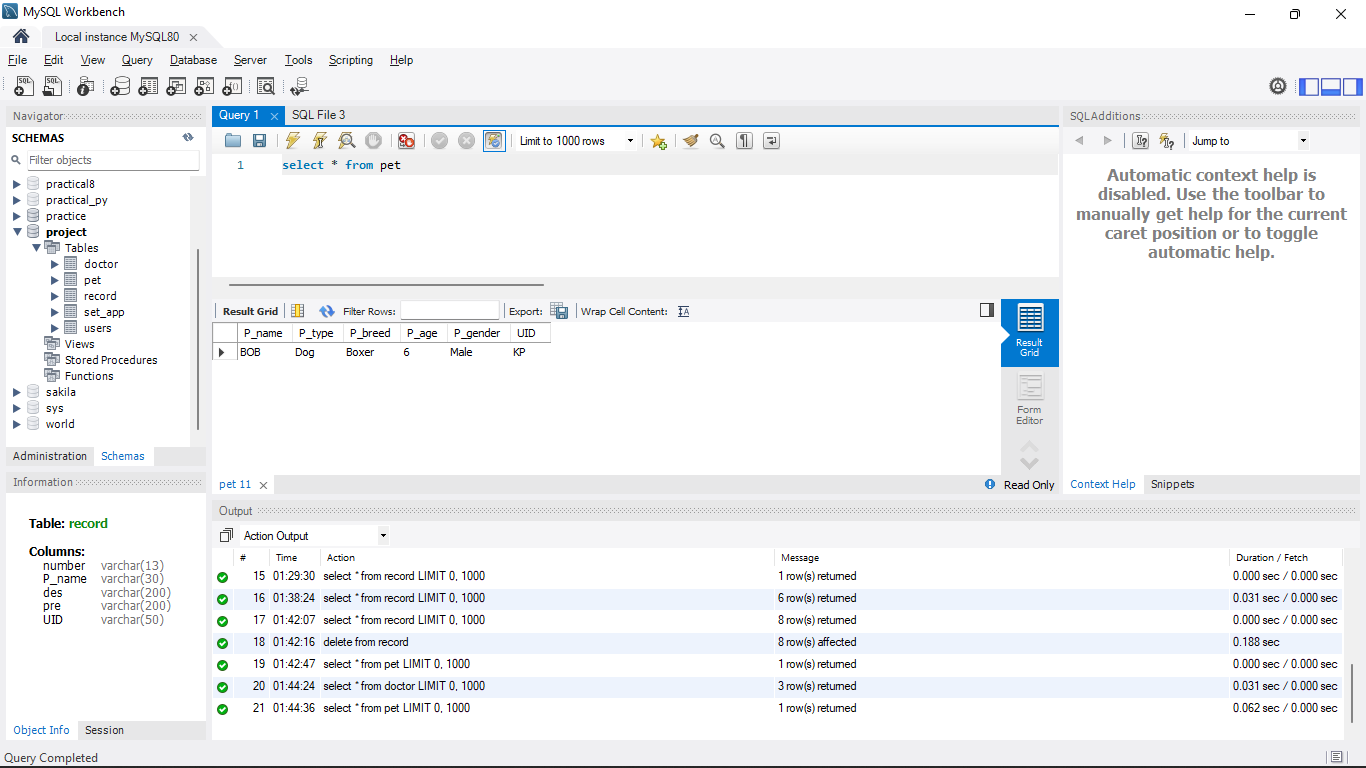 MySQL Workbench
Local instance MySQL80
File Edit View Query Database Server Tools Scripting Help
Navigator
SCHEMAS
Filter objects
practical8
practical_py
practice
project
Tables
doctor
pet
record
set_app
users
Views
Stored Procedures
Functions
sakila
sys
world
Administration Schemas
Information
Table: record
Columns:
number varchar(13)
P_name varchar(30)
des varchar(200)
pre varchar(200)
UID varchar(50)
Object Info Session
Query 1 SQL File 3
Limit to 1000 rows
1 select * from pet
Result Grid Filter Rows: Export: Wrap Cell Content:
P_name P_type P_breed P_age P_gender UID
BOB Dog Boxer 6 Male KP
Result
Grid
Form
Editor
pet 11
Read Only
SQLAdditions
Jump to
Automatic context help is
disabled. Use the toolbar to
manually get help for the current
caret position or to toggle
automatic help.
Context Help Snippets
Output
Action Output
# Time Action Message Duration / Fetch
15 01:29:30 select * from record LIMIT 0, 1000 1 row(s) returned 0.000 sec / 0.000 sec
16 01:38:24 select * from record LIMIT 0, 1000 6 row(s) returned 0.031 sec / 0.000 sec
17 01:42:07 select * from record LIMIT 0, 1000 8 row(s) returned 0.000 sec / 0.000 sec
18 01:42:16 delete from record 8 row(s) affected 0.188 sec
19 01:42:47 select * from pet LIMIT 0, 1000 1 row(s) returned 0.000 sec / 0.000 sec
20 01:44:24 select * from doctor LIMIT 0, 1000 3 row(s) returned 0.031 sec / 0.000 sec
21 01:44:36 select * from pet LIMIT 0, 1000 1 row(s) returned 0.062 sec / 0.000 sec
Query Completed